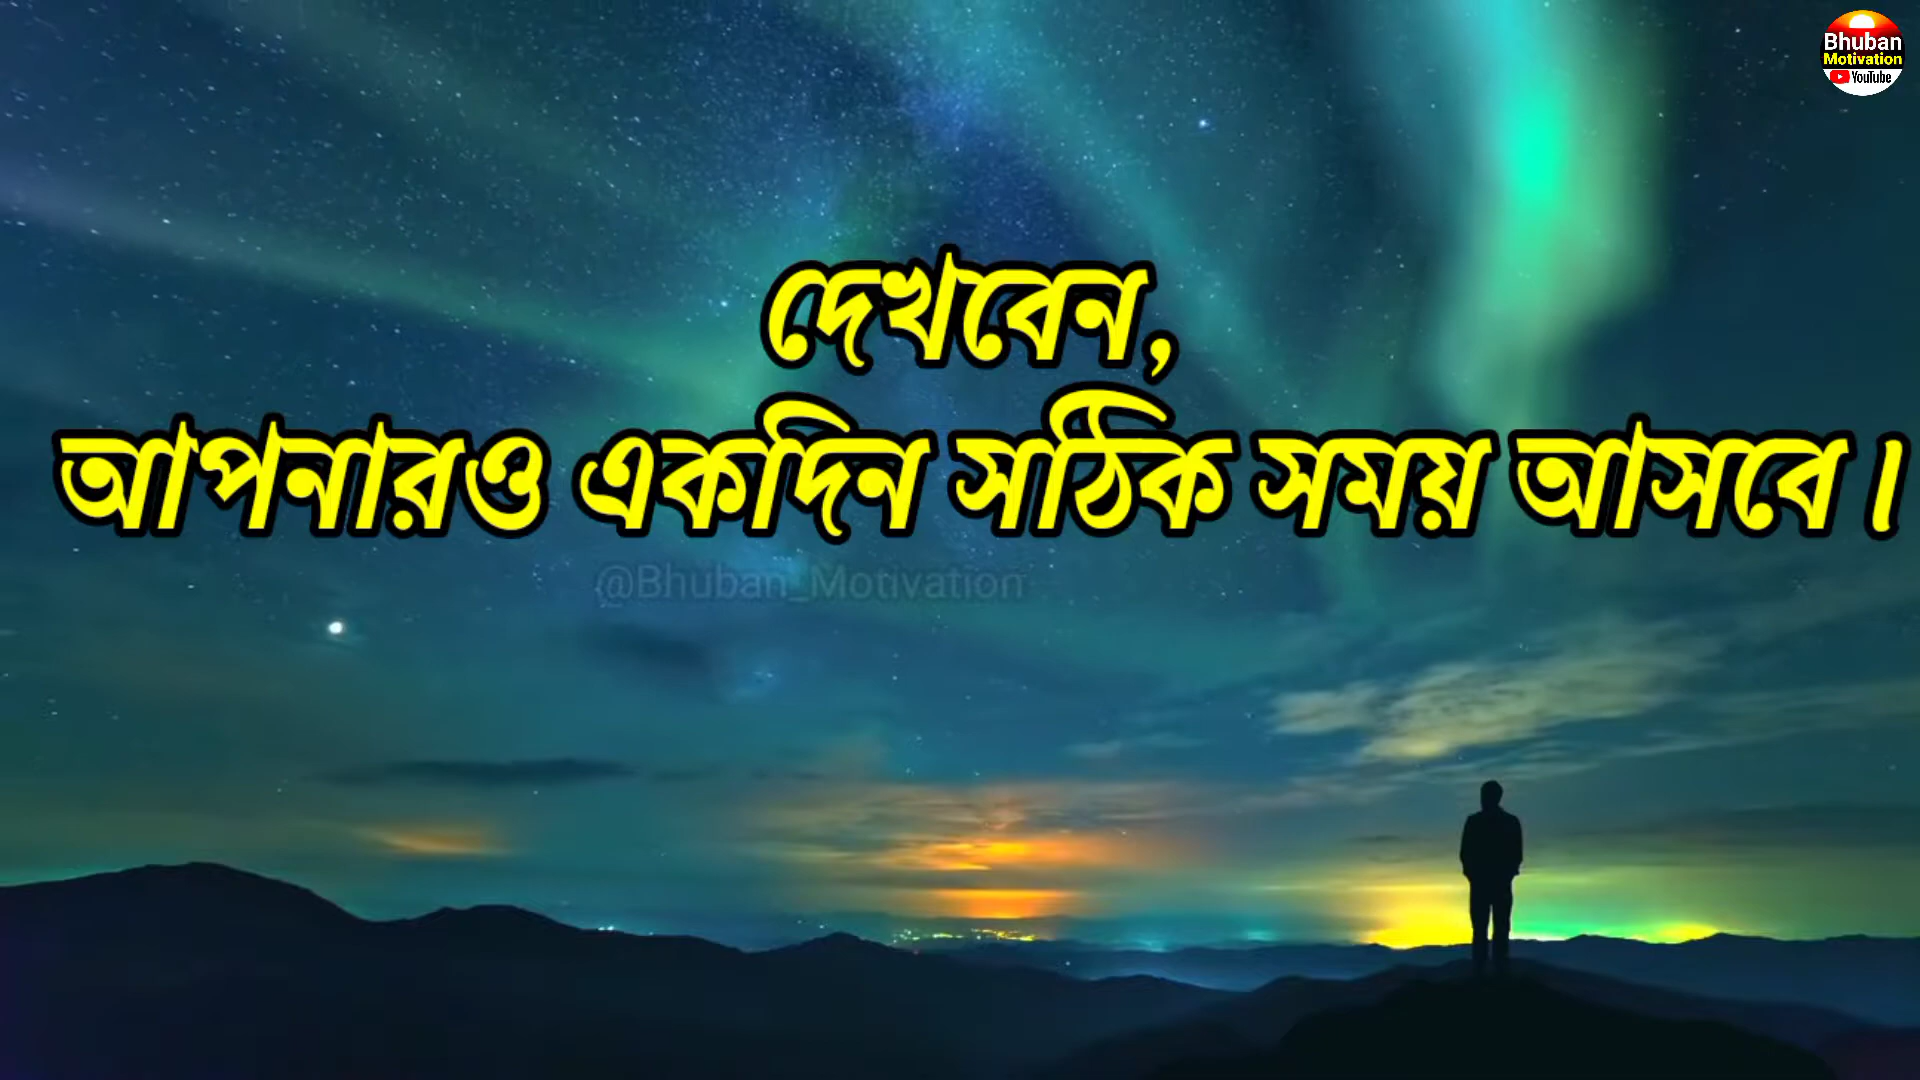 Bhuban
Motivation
YouTube
দেখবেন,
আপনারও একদিন সঠিক সময় আসবে।
@Bhuban_Motivation